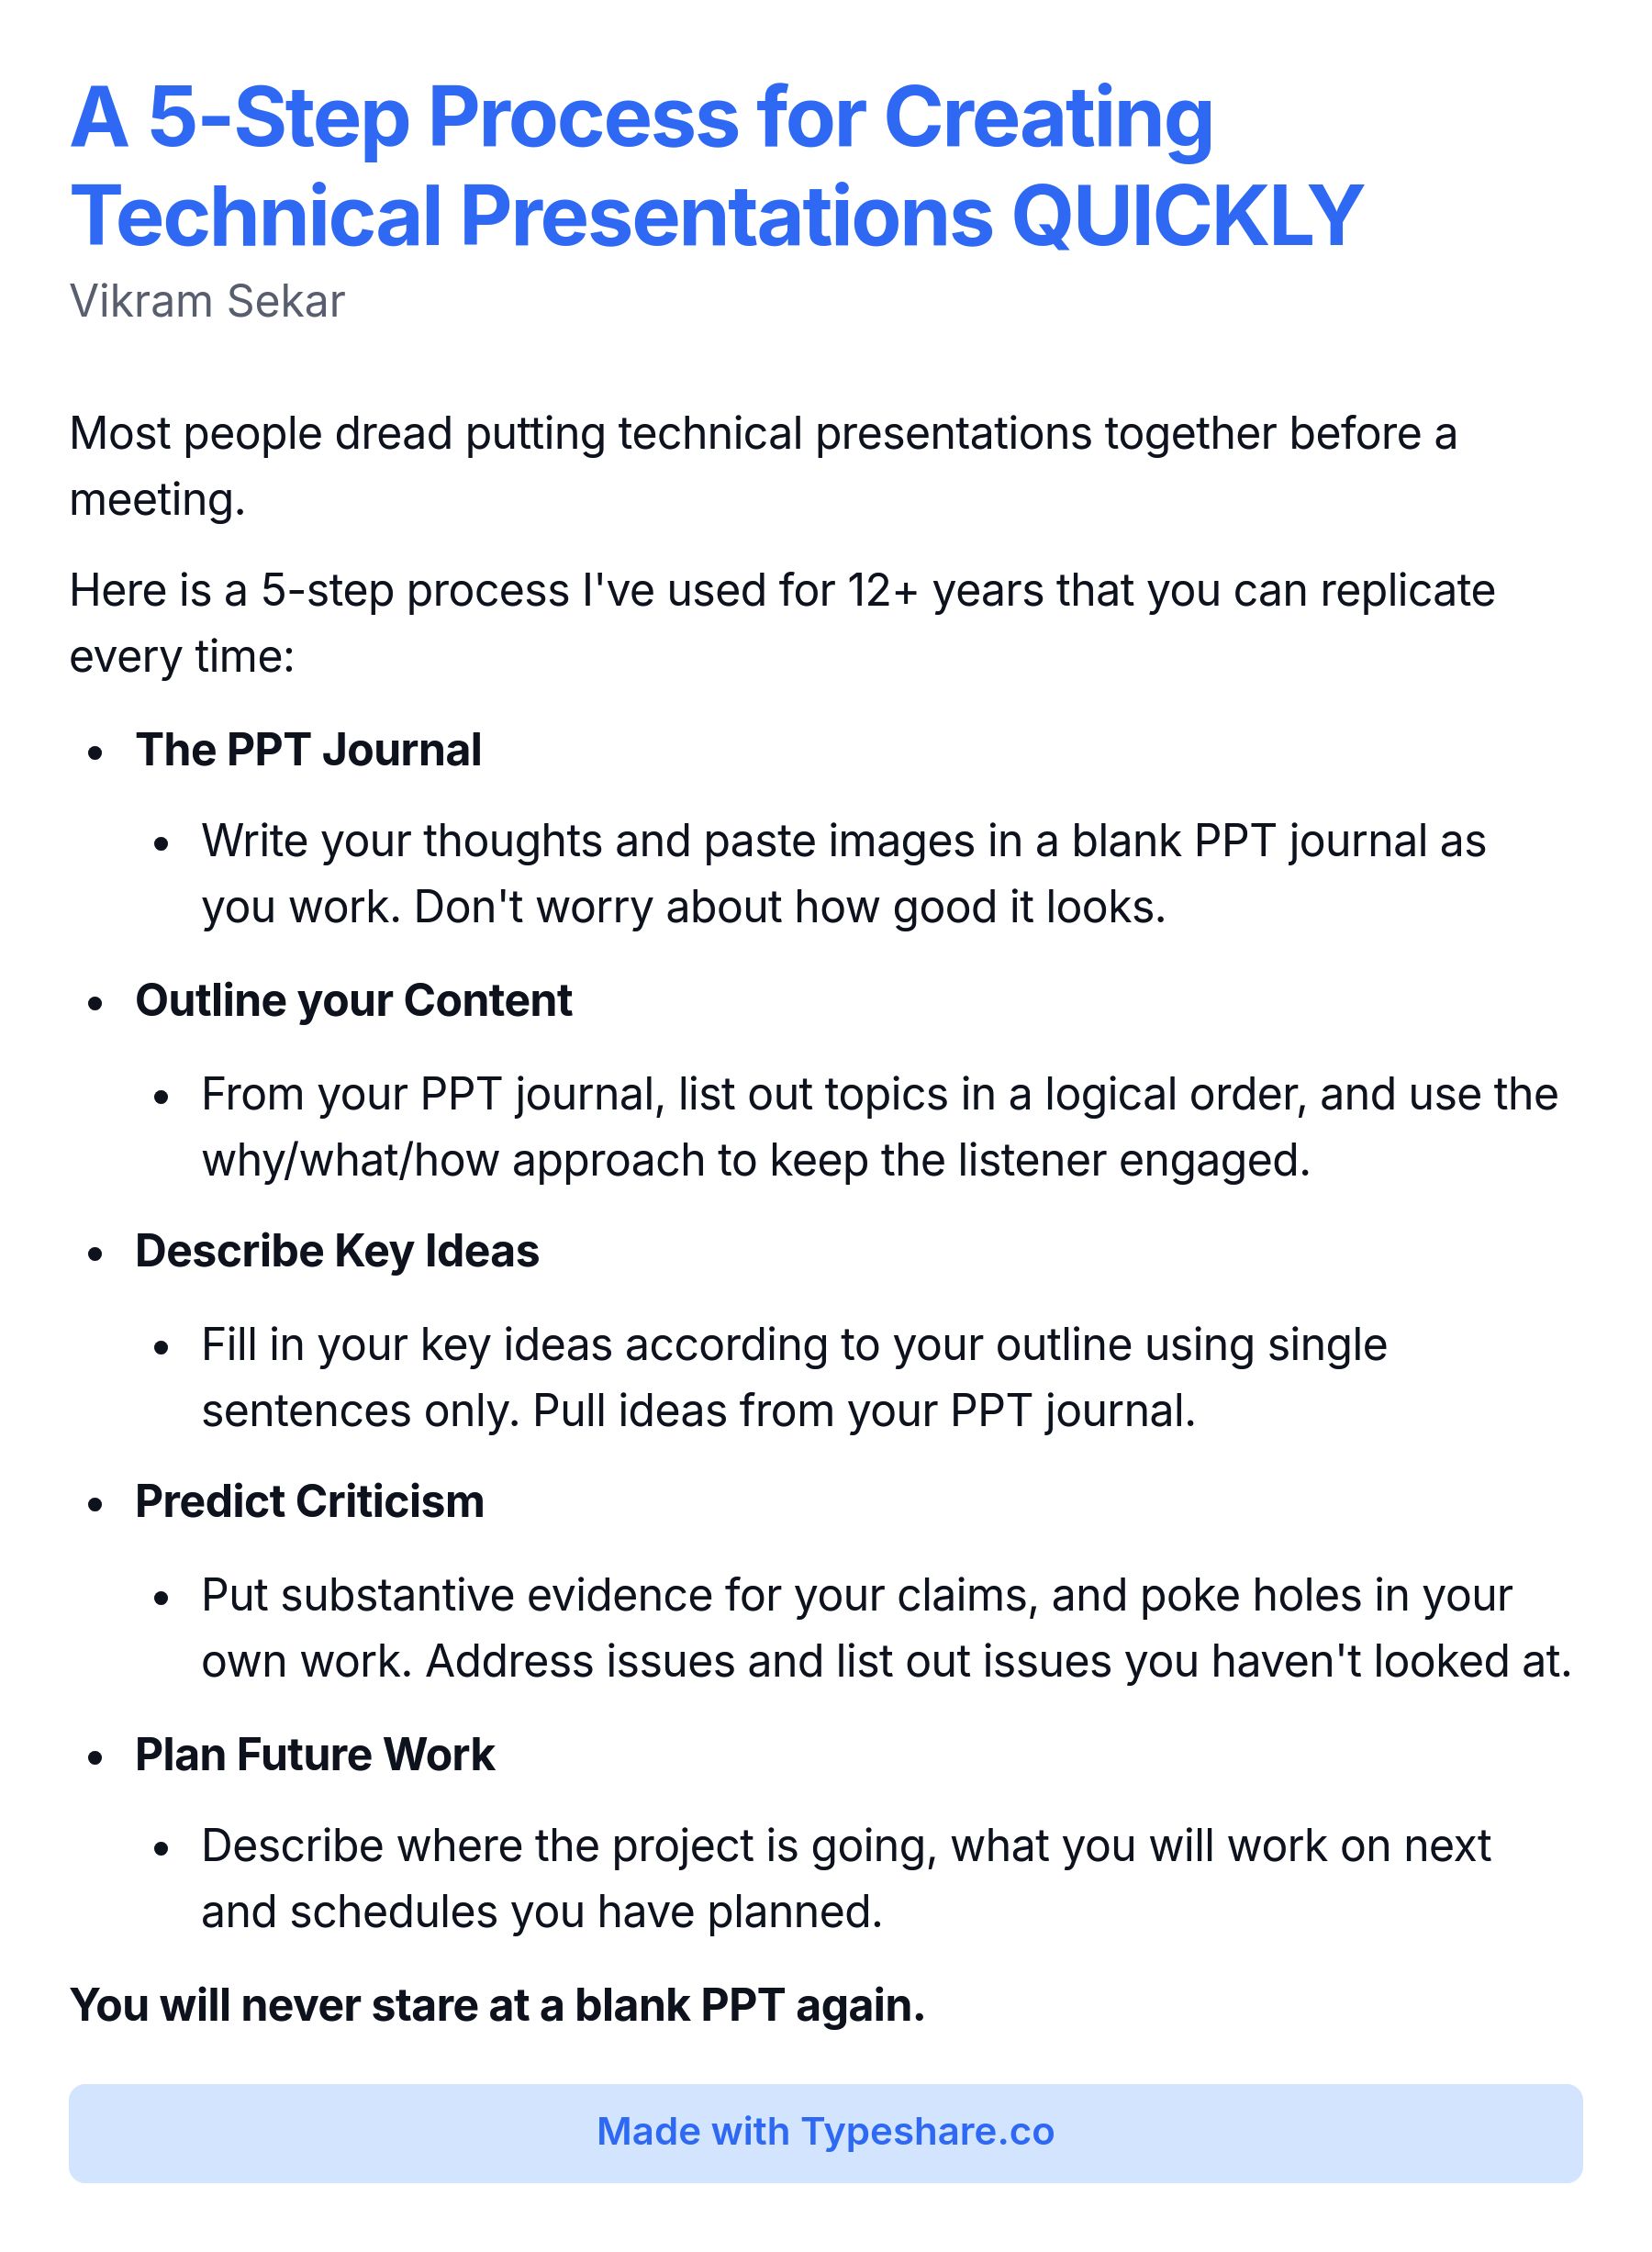 A 5-Step Process for Creating
Technical Presentations QUICKLY
Vikram Sekar
Most people dread putting technical presentations together before a
meeting.
Here is a 5-step process I've used for 12+ years that you can replicate
every time:
• The PPT Journal
• Write your thoughts and paste images in a blank PPT journal as
you work. Don't worry about how good it looks.
• Outline your Content
• From your PPT journal, list out topics in a logical order, and use the
why/what/how approach to keep the listener engaged.
• Describe Key Ideas
• Fill in your key ideas according to your outline using single
sentences only. Pull ideas from your PPT journal.
• Predict Criticism
• Put substantive evidence for your claims, and poke holes in your
own work. Address issues and list out issues you haven't looked at.
• Plan Future Work
• Describe where the project is going, what you will work on next
and schedules you have planned.
You will never stare at a blank PPT again.
Made with Typeshare.co